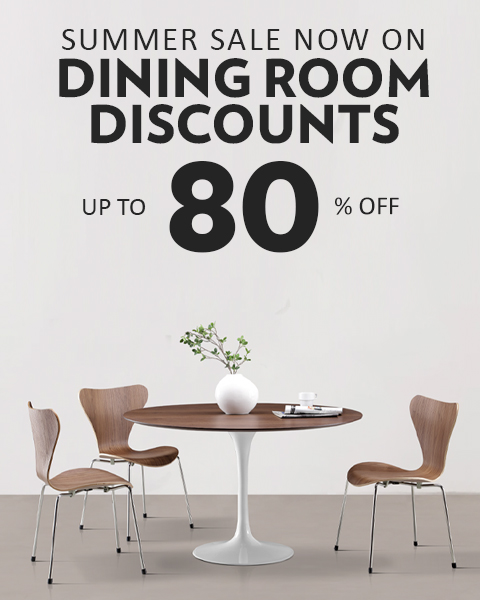 SUMMER SALE NOW ON
DINING ROOM
DISCOUNTS
UP TO 80 % OFF